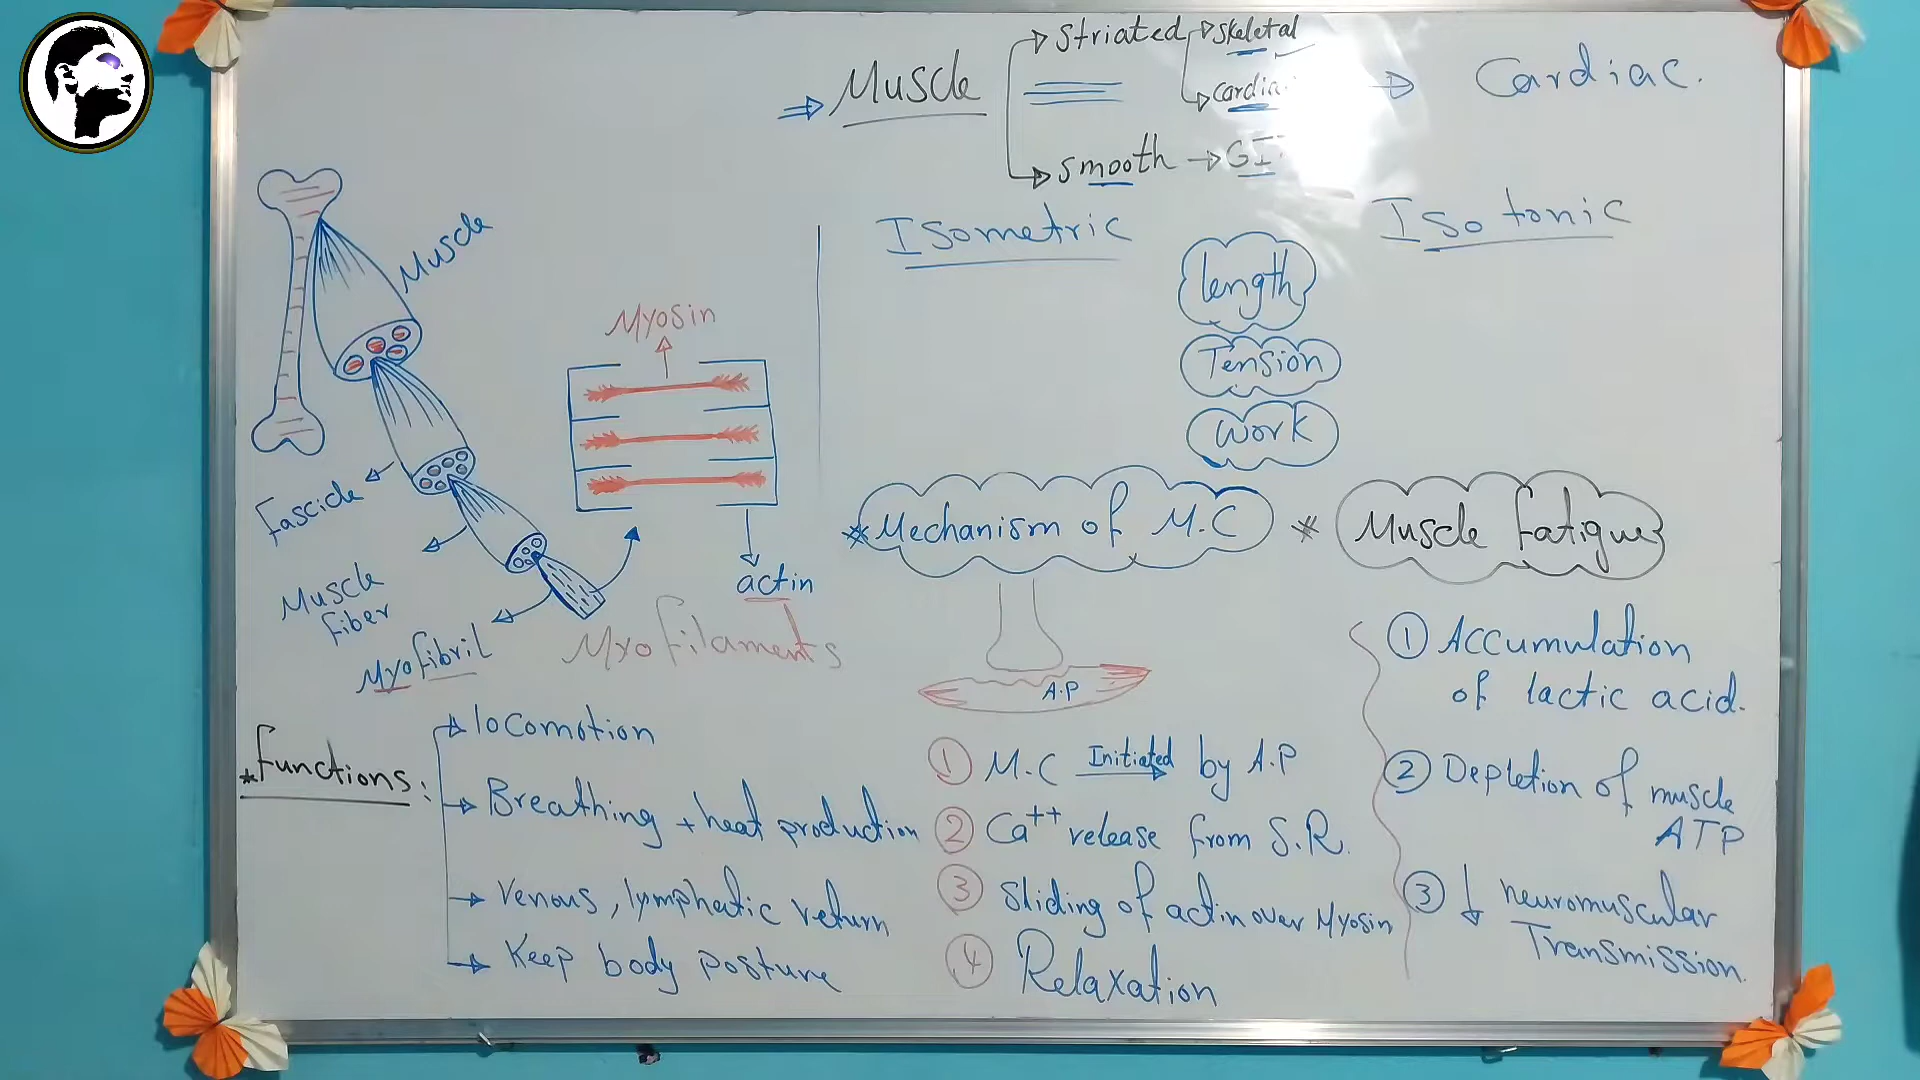 Muscle
Striated
Skeletal
Cardiac.
Smooth → GI
Isometric
Isotonic
length
Tension
Work
Muscle
Fascicle
Muscle
fiber
Myofibril
Myosin
actin
Myofilaments
* Mechanism of M.C
* Muscle fatigue
A.P
① M.C Initiated by A.P
② Ca++ release from S.R.
③ Sliding of actin over Myosin
④ Relaxation
① Accumulation
of lactic acid.
② Depletion of muscle
ATP
③ ↓ neuromuscular
Transmission.
* Functions:
locomotion
Breathing + heat production
Venous, lymphatic return
Keep body posture